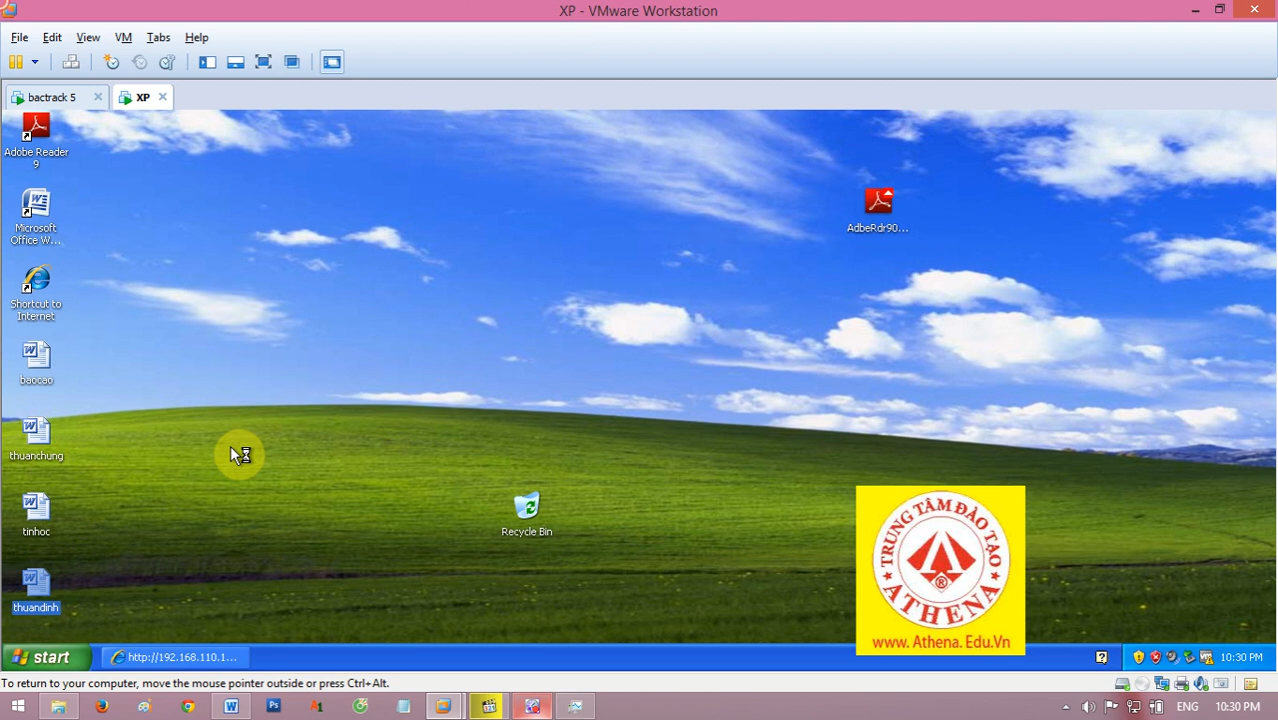 XP - VMware Workstation
File Edit View VM Tabs Help
bactrack 5
XP
Adobe Reader
9
Microsoft
Office W...
Shortcut to
Internet
baocao
thuanchung
tinhoc
thuandinh
AdbeRdr90...
Recycle Bin
TRUNG TÂM ĐÀO TẠO
ATHENA
®
www. Athena. Edu.Vn
start
http://192.168.110.1...
10:30 PM
To return to your computer, move the mouse pointer outside or press Ctrl+Alt.
ENG 10:30 PM